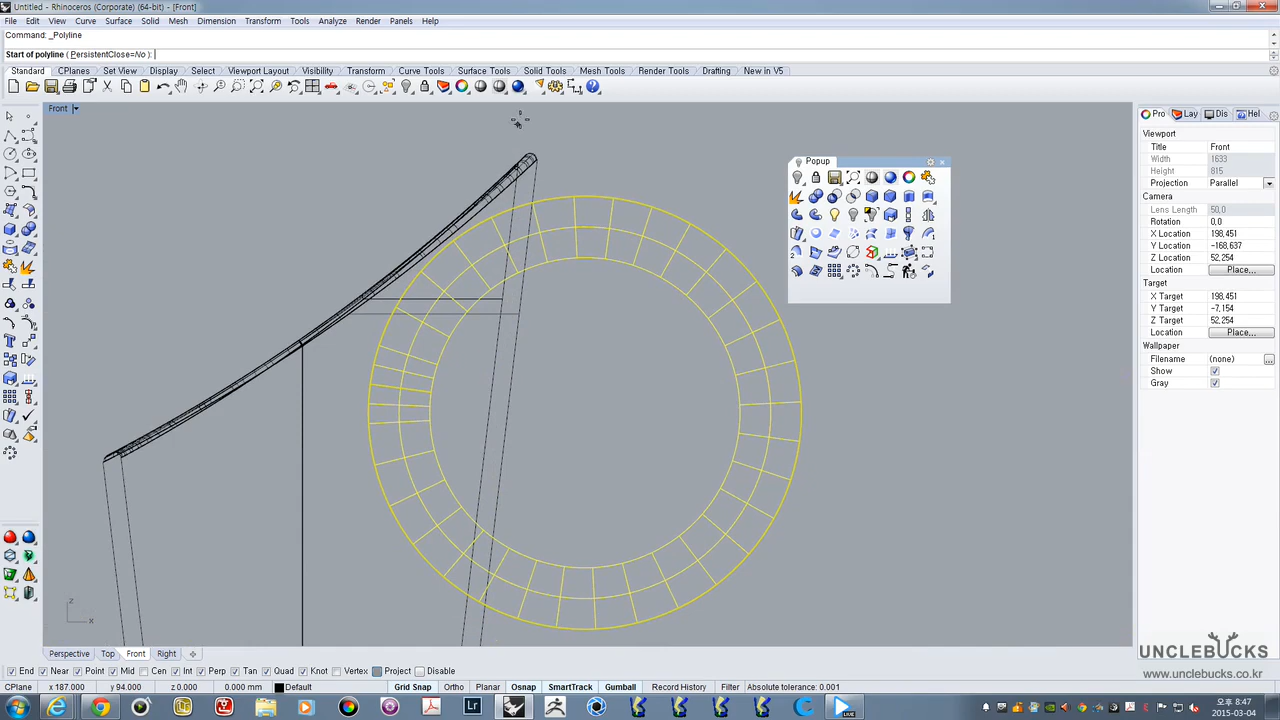 Untitled - Rhinoceros (Corporate) (64-bit) - [Front]
File Edit View Curve Surface Solid Mesh Dimension Transform Tools Analyze Render Panels Help
Command: _Polyline
Start of polyline ( PersistentClose=No ):
Standard CPlanes Set View Display Select Viewport Layout Visibility Transform Curve Tools Surface Tools Solid Tools Mesh Tools Render Tools Drafting New in V5
Front
Popup
Pro Lay Dis Hel
Viewport
Title Front
Width 1633
Height 815
Projection Parallel
Camera
Lens Length 50,0
Rotation 0,0
X Location 198,451
Y Location -168,637
Z Location 52,254
Location Place...
Target
X Target 198,451
Y Target -7,154
Z Target 52,254
Location Place...
Wallpaper
Filename (none) ...
Show
Gray
z
x
Perspective Top Front Right
End Near Point Mid Cen Int Perp Tan Quad Knot Vertex Project Disable
CPlane x 187.000 y 94.000 z 0.000 0.000 mm Default Grid Snap Ortho Planar Osnap SmartTrack Gumball Record History Filter Absolute tolerance: 0.001
UNCLEBUCKS
www.unclebucks.co.kr
Lr
LIVE
오후 8:47
2015-03-04